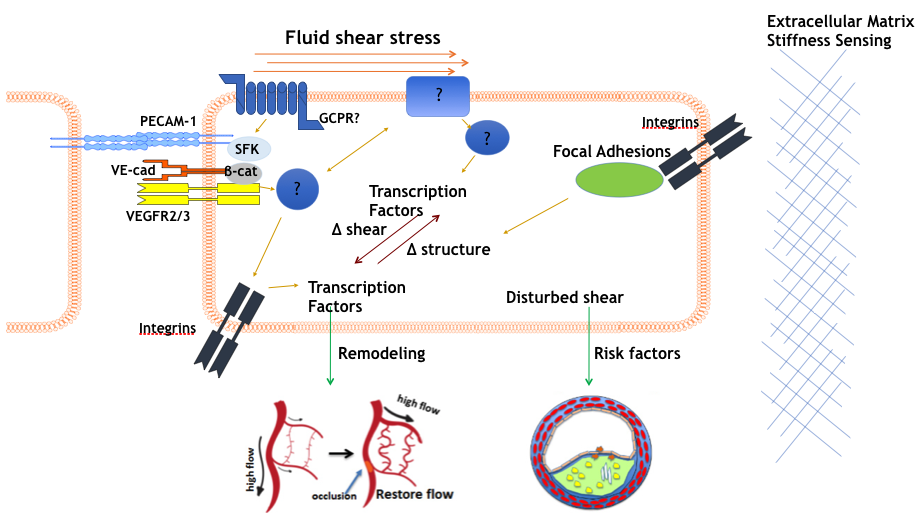 Extracellular Matrix
Stiffness Sensing
Fluid shear stress
?
GCPR?
PECAM-1
Integrins
SFK
?
Focal Adhesions
VE-cad
β-cat
?
Transcription
Factors
VEGFR2/3
Δ shear
Δ structure
Transcription
Factors
Disturbed shear
Integrins
Remodeling
Risk factors
high flow
high flow
occlusion
Restore flow